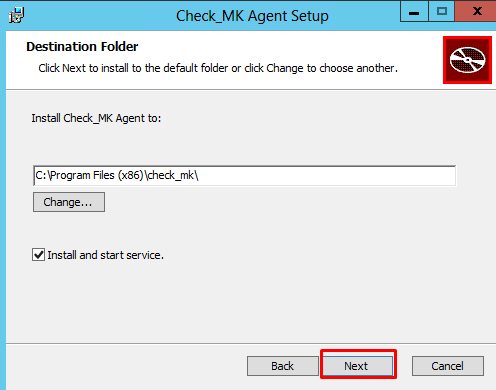 Check_MK Agent Setup
Destination Folder
Click Next to install to the default folder or click Change to choose another.
Install Check_MK Agent to:
C:\Program Files (x86)\check_mk\
Change...
Install and start service.
Back Next Cancel